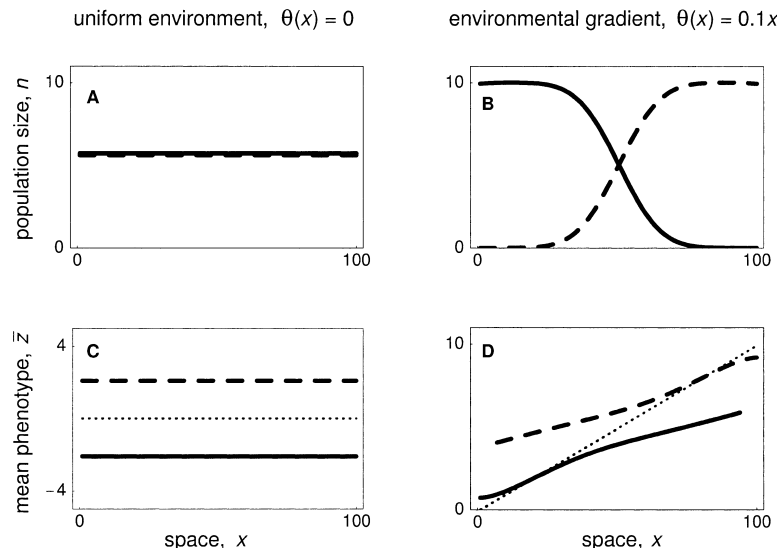 uniform environment, θ(x) = 0
environmental gradient, θ(x) = 0.1x
10
A
population size, n
0
0
100
10
B
0
0
100
4
C
mean phenotype, z̄
−4
0
100
space, x
10
D
0
0
100
space, x